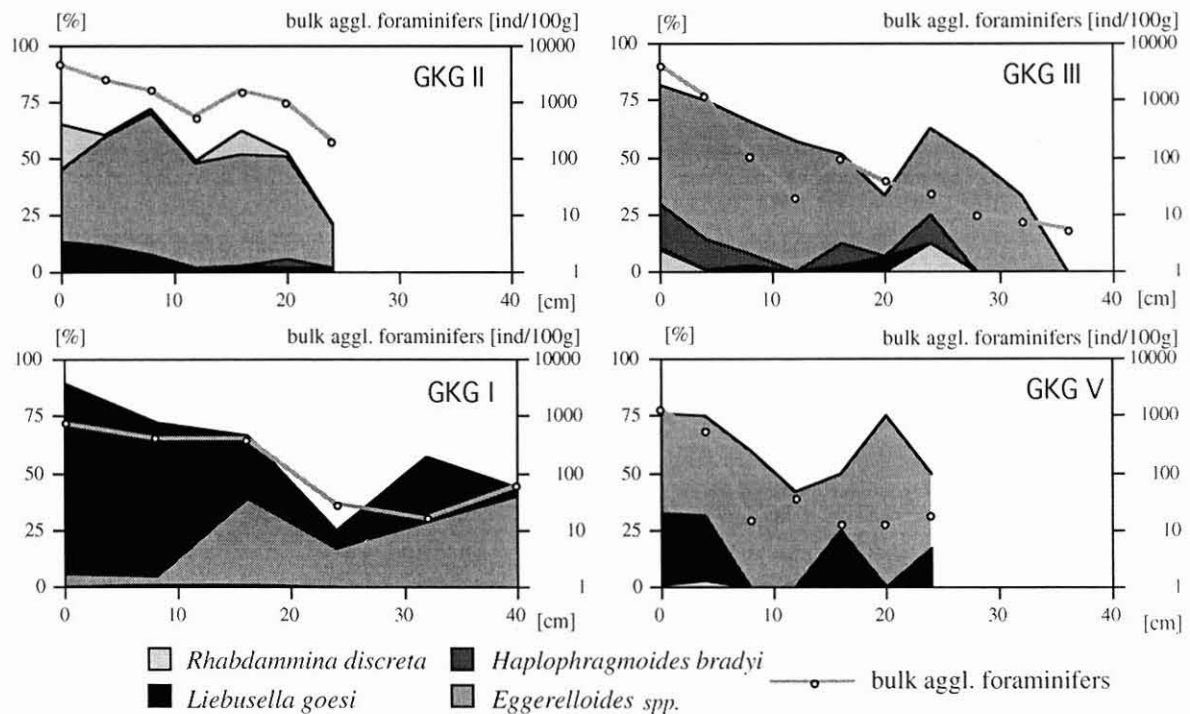 [%] bulk aggl. foraminifers [ind/100g]
GKG II
100 10000
75 1000
50 100
25 10
0 1
0 10 20 30 40 [cm]
[%] bulk aggl. foraminifers [ind/100g]
GKG III
100 10000
75 1000
50 100
25 10
0 1
0 10 20 30 40 [cm]
[%] bulk aggl. foraminifers [ind/100g]
GKG I
100 10000
75 1000
50 100
25 10
0 1
0 10 20 30 40 [cm]
[%] bulk aggl. foraminifers [ind/100g]
GKG V
100 10000
75 1000
50 100
25 10
0 1
0 10 20 30 40 [cm]
Rhabdammina discreta
Haplophragmoides bradyi
bulk aggl. foraminifers
Liebusella goesi
Eggerelloides spp.